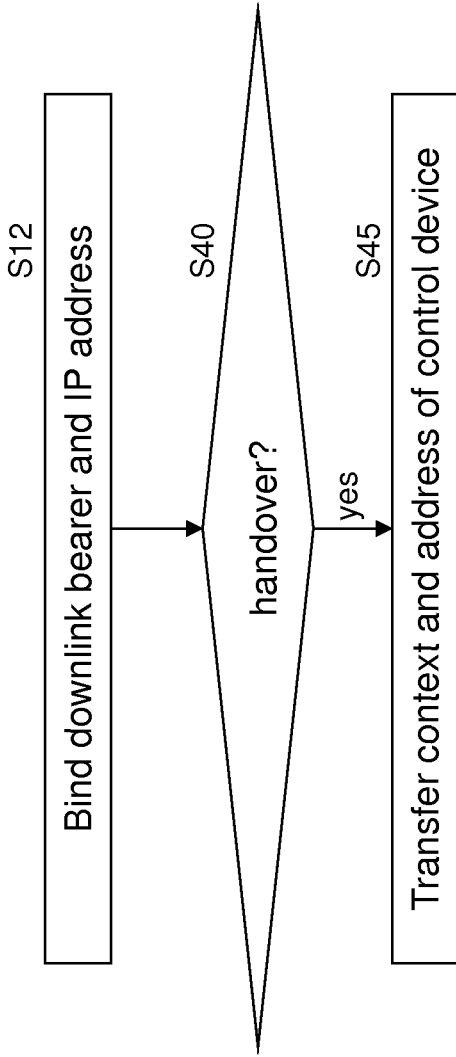 S12
Bind downlink bearer and IP address
S40
handover?
yes
S45
Transfer context and address of control device